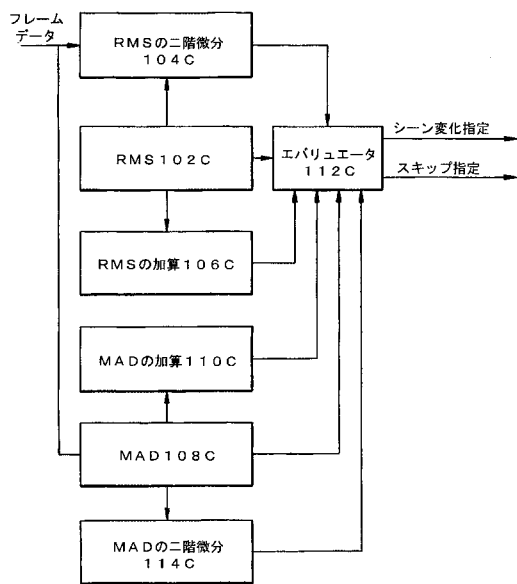 フレーム
データ
RMSの二階微分
104C
RMS102C
エバリュエータ
112C
シーン変化指定
スキップ指定
RMSの加算106C
MADの加算110C
MAD108C
MADの二階微分
114C